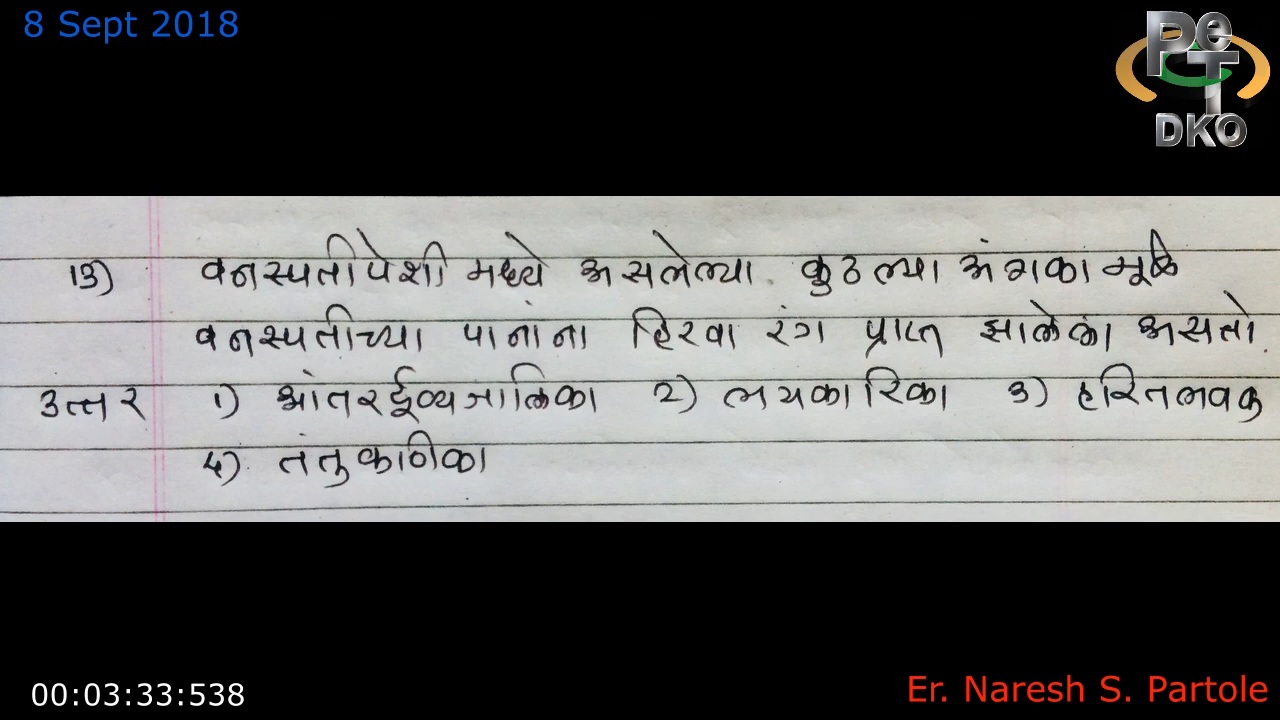 8 Sept 2018
PeT
DKO
13) वनस्पतीपेशी मध्ये असलेल्या. कुठल्या अंगका मूळे
वनस्पतीच्या पानांना हिरवा रंग प्राप्त झालेला असतो.
उत्तर 1) आंतरर्द्रव्यजालिका 2) लयकारिका 3) हरितलवक
4) तंतुकणिका
00:03:33:538
Er. Naresh S. Partole